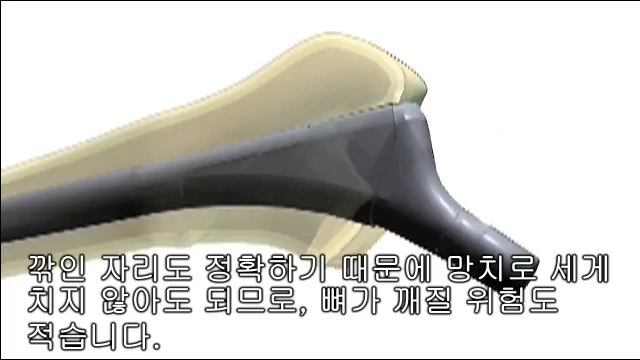 깎인 자리도 정확하기 때문에 망치로 세게
치지 않아도 되므로, 뼈가 깨질 위험도
적습니다.